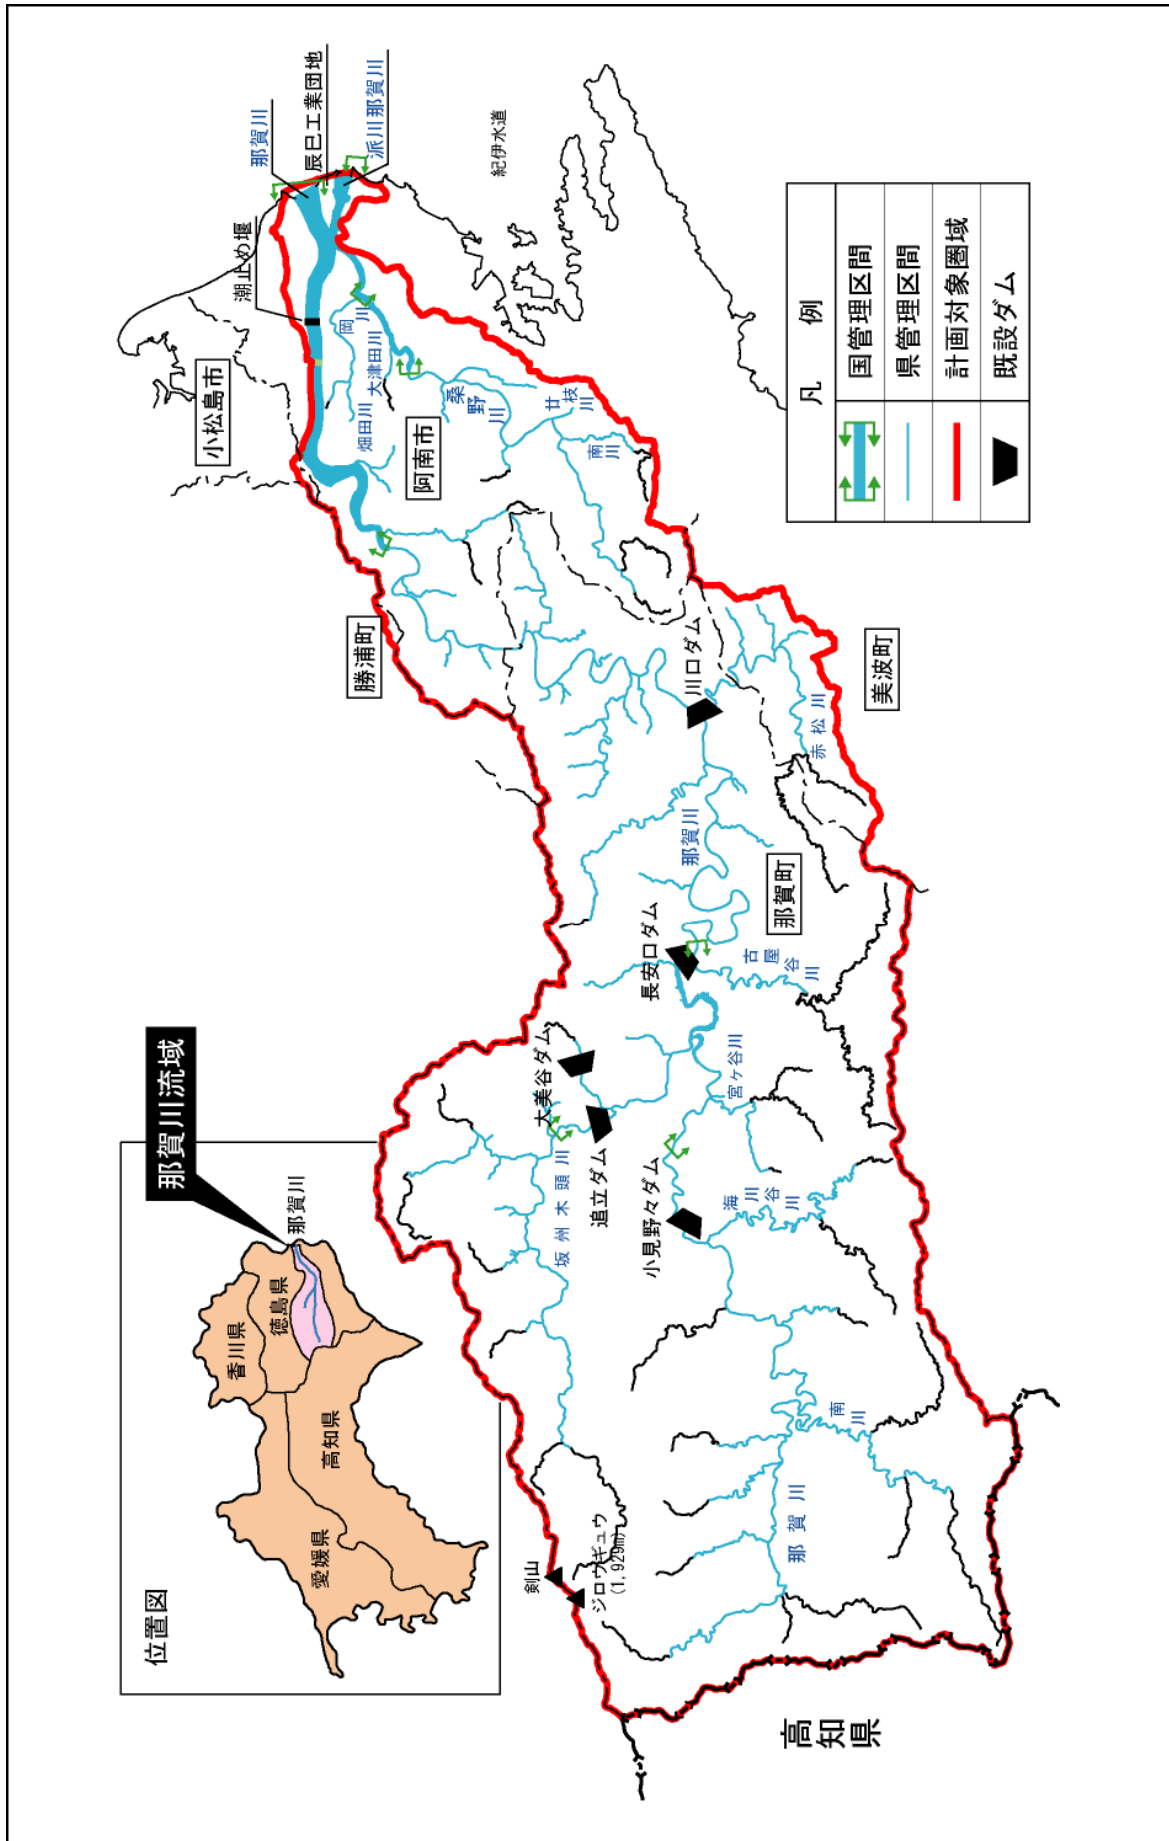 位置図
那賀川流域
香川県
徳島県
愛媛県
高知県
那賀川
那賀川
辰巳工業団地
派川那賀川
潮止め堰
紀伊水道
小松島市
岡川
大津田川
畑田川
桑野川
廿枝川
南川
阿南市
勝浦町
川口ダム
美波町
赤松川
那賀川
那賀町
長安口ダム
古屋谷川
大美谷ダム
追立ダム
宮ヶ谷川
坂州木頭川
小見野々ダム
海川谷川
南川
那賀川
剣山
ジロウギュウ
(1,929m)
高知県
凡例
国管理区間
県管理区間
計画対象圏域
既設ダム